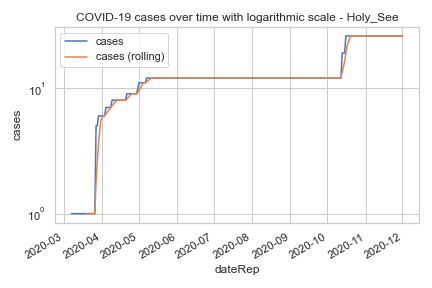 COVID-19 cases over time with logarithmic scale - Holy_See
cases
cases (rolling)
10¹
10⁰
cases
2020-03
2020-04
2020-05
2020-06
2020-07
2020-08
2020-09
2020-10
2020-11
2020-12
dateRep